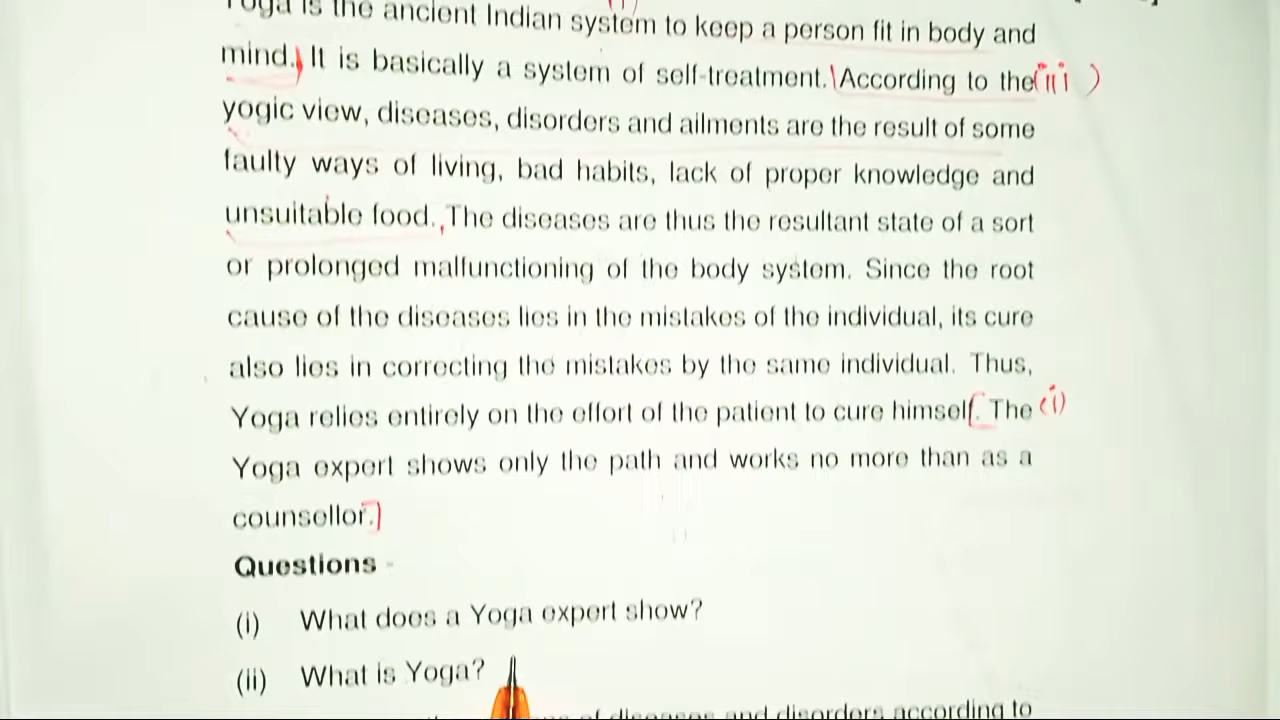 Yoga is the ancient Indian system to keep a person fit in body and
mind. It is basically a system of self-treatment. According to the (iii)
yogic view, diseases, disorders and ailments are the result of some
faulty ways of living, bad habits, lack of proper knowledge and
unsuitable food. The diseases are thus the resultant state of a sort
or prolonged malfunctioning of the body system. Since the root
cause of the diseases lies in the mistakes of the individual, its cure
also lies in correcting the mistakes by the same individual. Thus,
Yoga relies entirely on the effort of the patient to cure himself. The (i)
Yoga expert shows only the path and works no more than as a
counsellor.]
Questions -
(i) What does a Yoga expert show?
(ii) What is Yoga?
of diseases and disorders according to